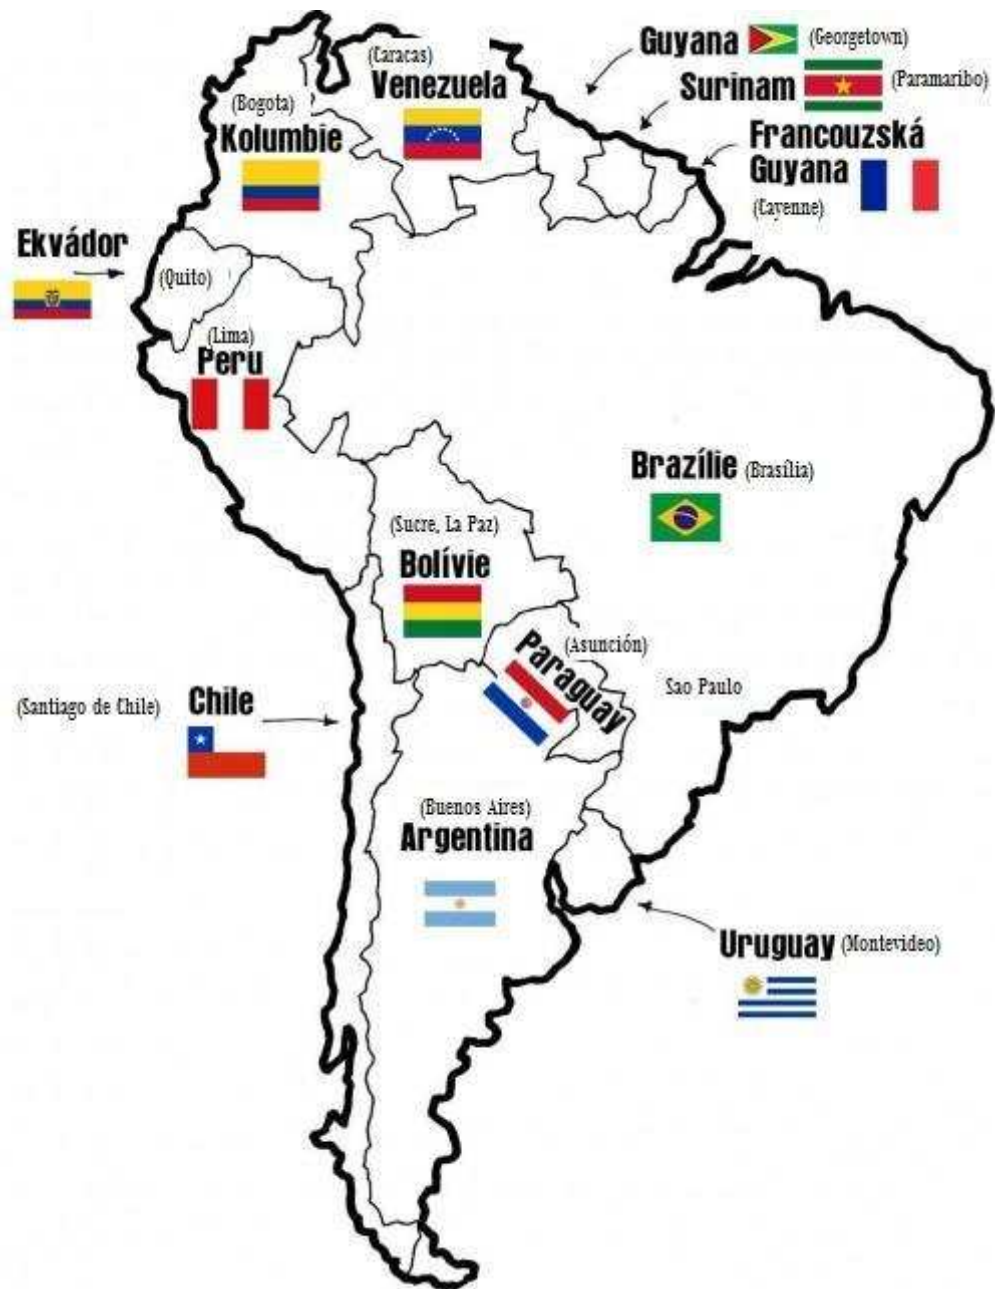 Guyana (Georgetown)
Surinam (Paramaribo)
Francouzská
Guyana
(Cayenne)
(Caracas)
Venezuela
(Bogota)
Kolumbie
Ekvádor
(Quito)
(Lima)
Peru
Brazílie (Brasília)
(Sucre, La Paz)
Bolívie
(Asunción)
Paraguay
Sao Paulo
(Santiago de Chile) Chile
(Buenos Aires)
Argentina
Uruguay (Montevideo)